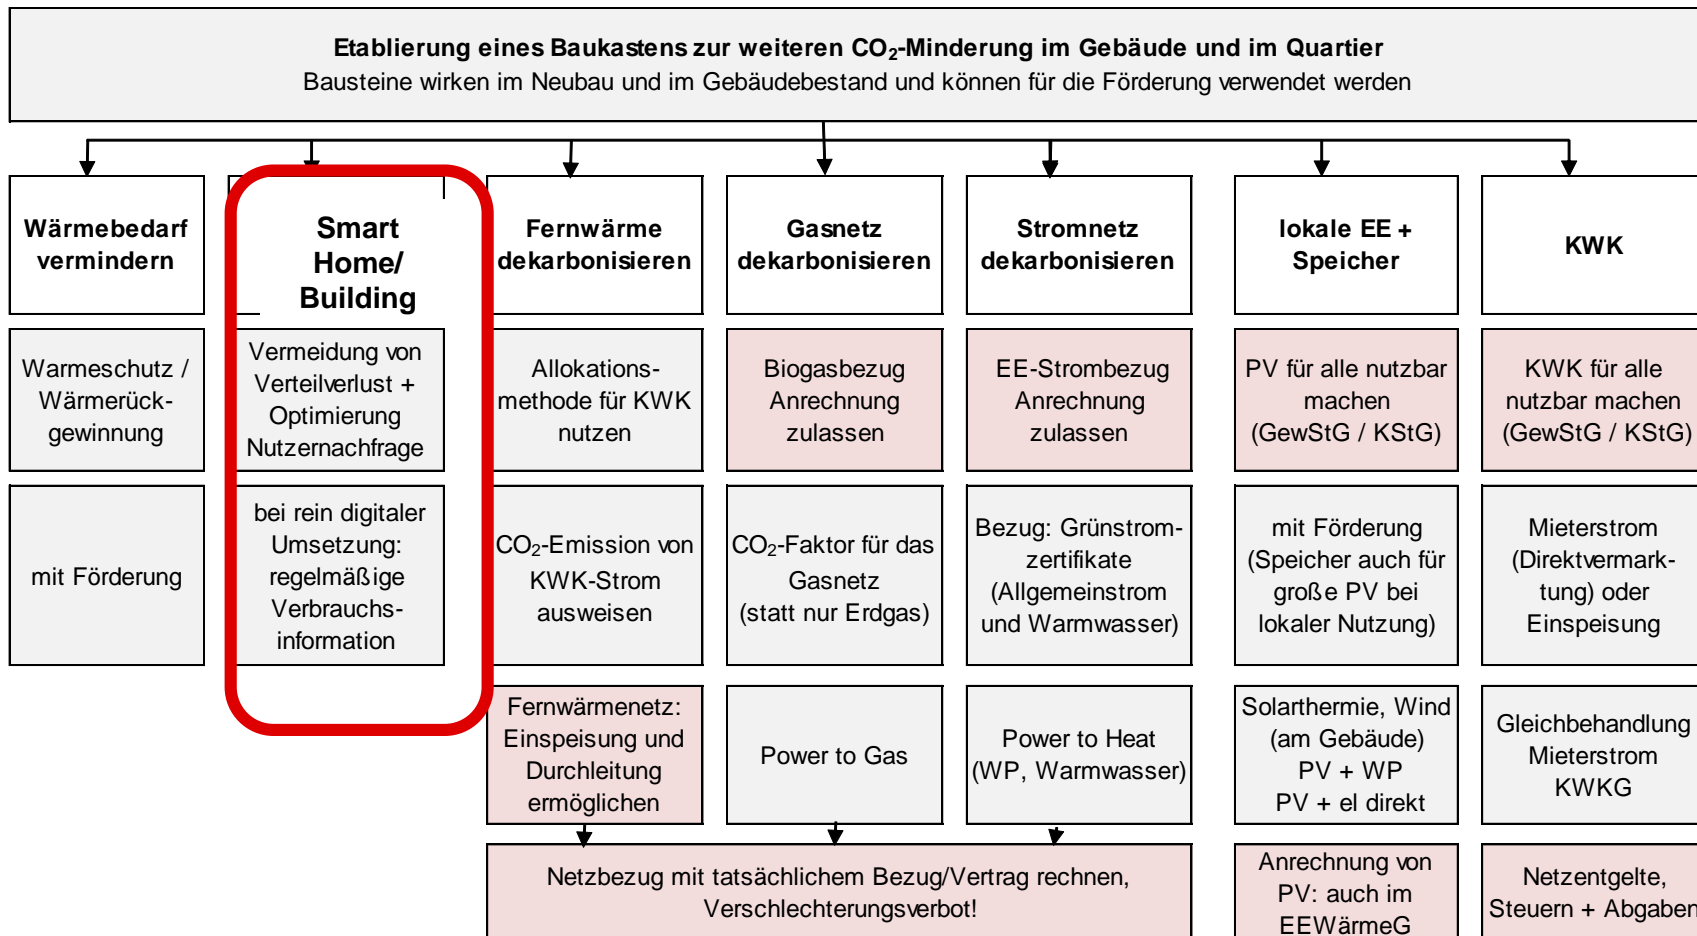 Etablierung eines Baukastens zur weiteren CO₂-Minderung im Gebäude und im Quartier
Bausteine wirken im Neubau und im Gebäudebestand und können für die Förderung verwendet werden
Wärmebedarf
vermindern
Warmeschutz /
Wärmerück-
gewinnung
mit Förderung
Smart
Home/
Building
Vermeidung von
Verteilverlust +
Optimierung
Nutzernachfrage
bei rein digitaler
Umsetzung:
regelmäßige
Verbrauchs-
information
Fernwärme
dekarbonisieren
Allokations-
methode für KWK
nutzen
CO₂-Emission von
KWK-Strom
ausweisen
Fernwärmenetz:
Einspeisung und
Durchleitung
ermöglichen
Gasnetz
dekarbonisieren
Biogasbezug
Anrechnung
zulassen
CO₂-Faktor für das
Gasnetz
(statt nur Erdgas)
Power to Gas
Stromnetz
dekarbonisieren
EE-Strombezug
Anrechnung
zulassen
Bezug: Grünstrom-
zertifikate
(Allgemeinstrom
und Warmwasser)
Power to Heat
(WP, Warmwasser)
Netzbezug mit tatsächlichem Bezug/Vertrag rechnen,
Verschlechterungsverbot!
lokale EE +
Speicher
PV für alle nutzbar
machen
(GewStG / KStG)
mit Förderung
(Speicher auch für
große PV bei
lokaler Nutzung)
Solarthermie, Wind
(am Gebäude)
PV + WP
PV + el direkt
Anrechnung von
PV: auch im
EEWärmeG
KWK
KWK für alle
nutzbar machen
(GewStG / KStG)
Mieterstrom
(Direktvermark-
tung) oder
Einspeisung
Gleichbehandlung
Mieterstrom
KWKG
Netzentgelte,
Steuern + Abgaben